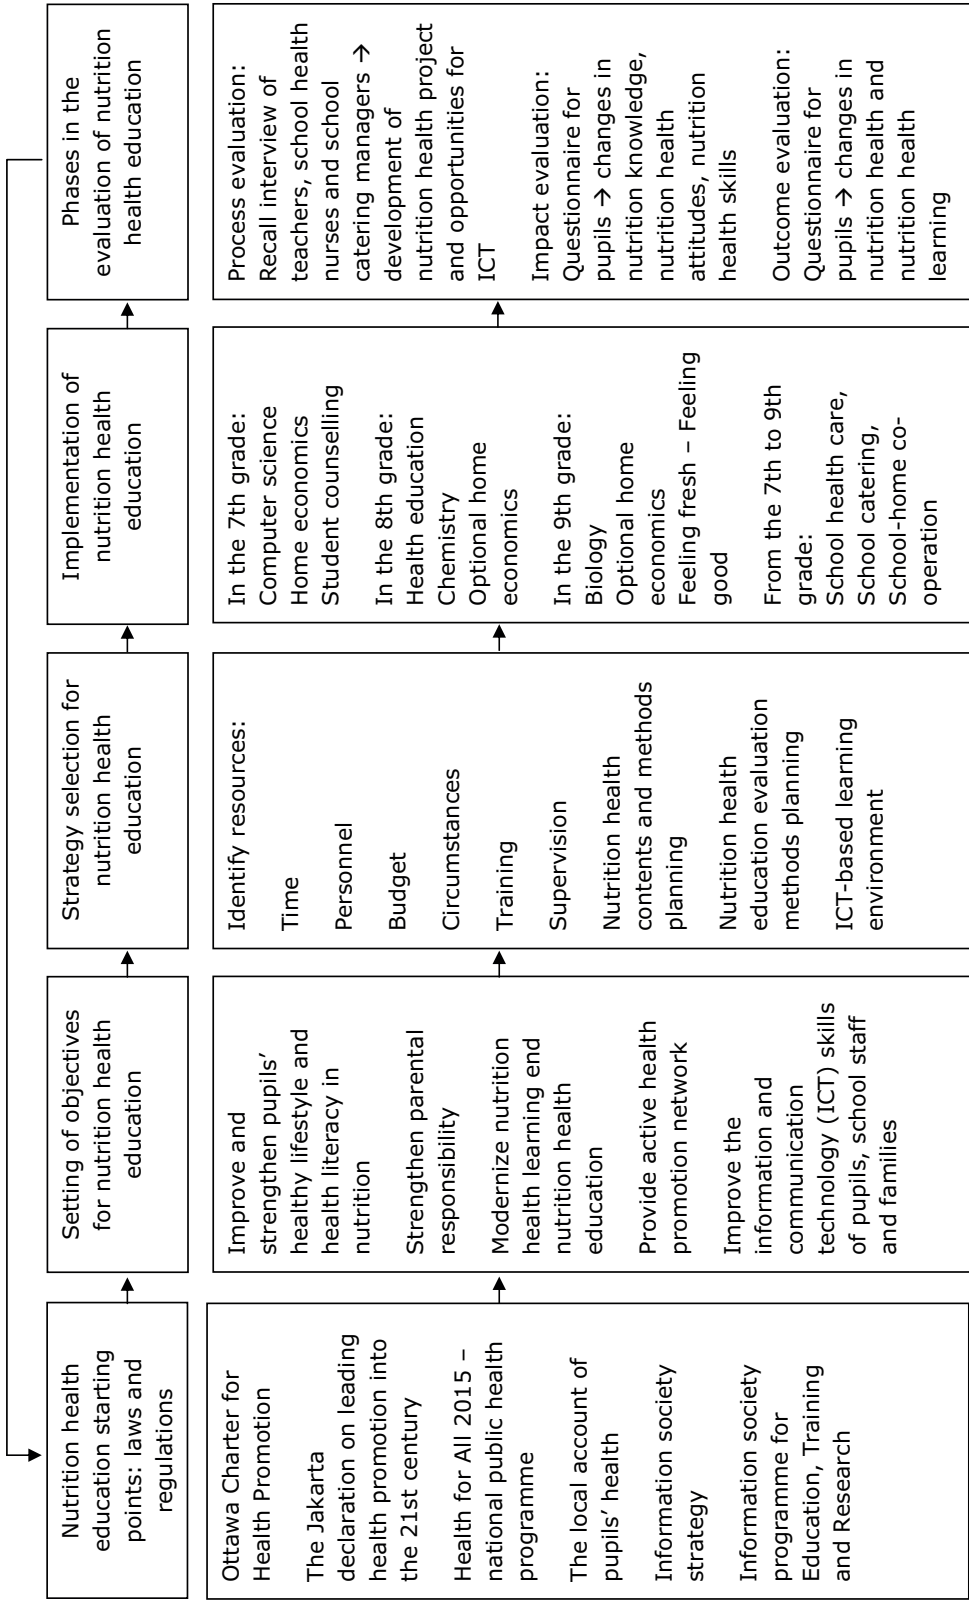 Nutrition health
education starting
points: laws and
regulations
Setting of objectives
for nutrition health
education
Strategy selection for
nutrition health
education
Implementation of
nutrition health
education
Phases in the
evaluation of nutrition
health education
Ottawa Charter for
Health Promotion
The Jakarta
declaration on leading
health promotion into
the 21st century
Health for All 2015 –
national public health
programme
The local account of
pupils’ health
Information society
strategy
Information society
programme for
Education, Training
and Research
Improve and
strengthen pupils’
healthy lifestyle and
health literacy in
nutrition
Strengthen parental
responsibility
Modernize nutrition
health learning end
nutrition health
education
Provide active health
promotion network
Improve the
information and
communication
technology (ICT) skills
of pupils, school staff
and families
Identify resources:
Time
Personnel
Budget
Circumstances
Training
Supervision
Nutrition health
contents and methods
planning
Nutrition health
education evaluation
methods planning
ICT-based learning
environment
In the 7th grade:
Computer science
Home economics
Student counselling
In the 8th grade:
Health education
Chemistry
Optional home
economics
In the 9th grade:
Biology
Optional home
economics
Feeling fresh – Feeling
good
From the 7th to 9th
grade:
School health care,
School catering,
School-home co-
operation
Process evaluation:
Recall interview of
teachers, school health
nurses and school
catering managers →
development of
nutrition health project
and opportunities for
ICT
Impact evaluation:
Questionnaire for
pupils → changes in
nutrition knowledge,
nutrition health
attitudes, nutrition
health skills
Outcome evaluation:
Questionnaire for
pupils → changes in
nutrition health and
nutrition health
learning